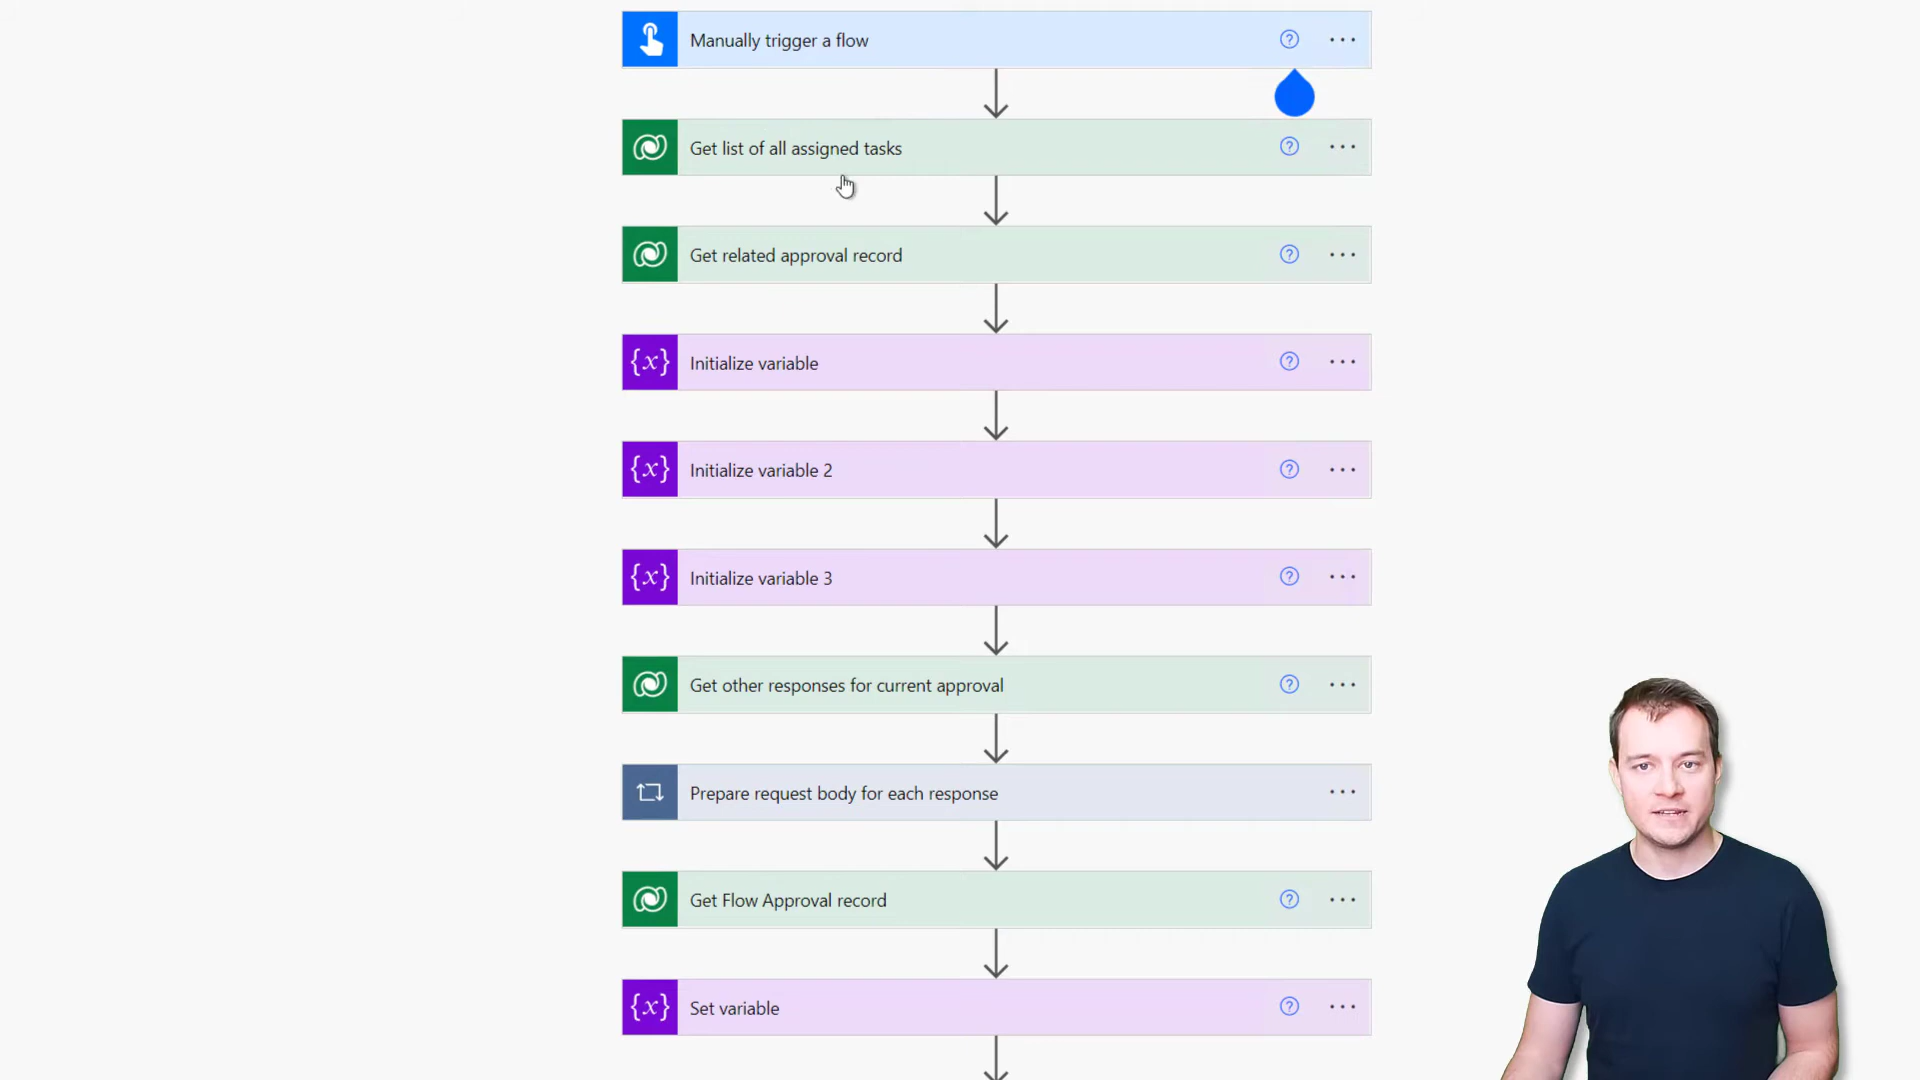 Manually trigger a flow
Get list of all assigned tasks
Get related approval record
{x} Initialize variable
{x} Initialize variable 2
{x} Initialize variable 3
Get other responses for current approval
Prepare request body for each response
Get Flow Approval record
{x} Set variable